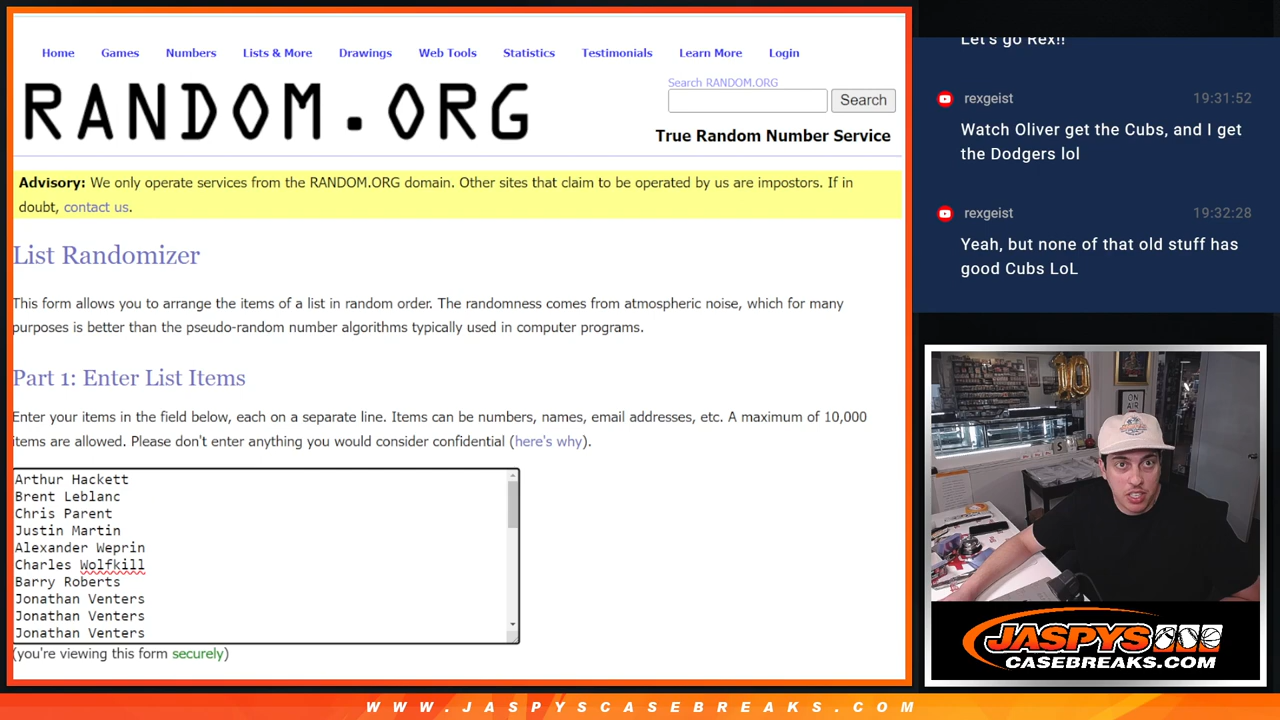 Home Games Numbers Lists & More Drawings Web Tools Statistics Testimonials Learn More Login
RANDOM.ORG
Search RANDOM.ORG
Search
True Random Number Service
Advisory: We only operate services from the RANDOM.ORG domain. Other sites that claim to be operated by us are impostors. If in
doubt, contact us.
List Randomizer
This form allows you to arrange the items of a list in random order. The randomness comes from atmospheric noise, which for many
purposes is better than the pseudo-random number algorithms typically used in computer programs.
Part 1: Enter List Items
Enter your items in the field below, each on a separate line. Items can be numbers, names, email addresses, etc. A maximum of 10,000
items are allowed. Please don't enter anything you would consider confidential (here's why).
Arthur Hackett
Brent Leblanc
Chris Parent
Justin Martin
Alexander Weprin
Charles Wolfkill
Barry Roberts
Jonathan Venters
Jonathan Venters
Jonathan Venters
(you're viewing this form securely)
Let's go Rex!!
rexgeist 19:31:52
Watch Oliver get the Cubs, and I get
the Dodgers lol
rexgeist 19:32:28
Yeah, but none of that old stuff has
good Cubs LoL
10
ON
AIR
JASPYS
CASEBREAKS.COM
WWW.JASPYSCASEBREAKS.COM